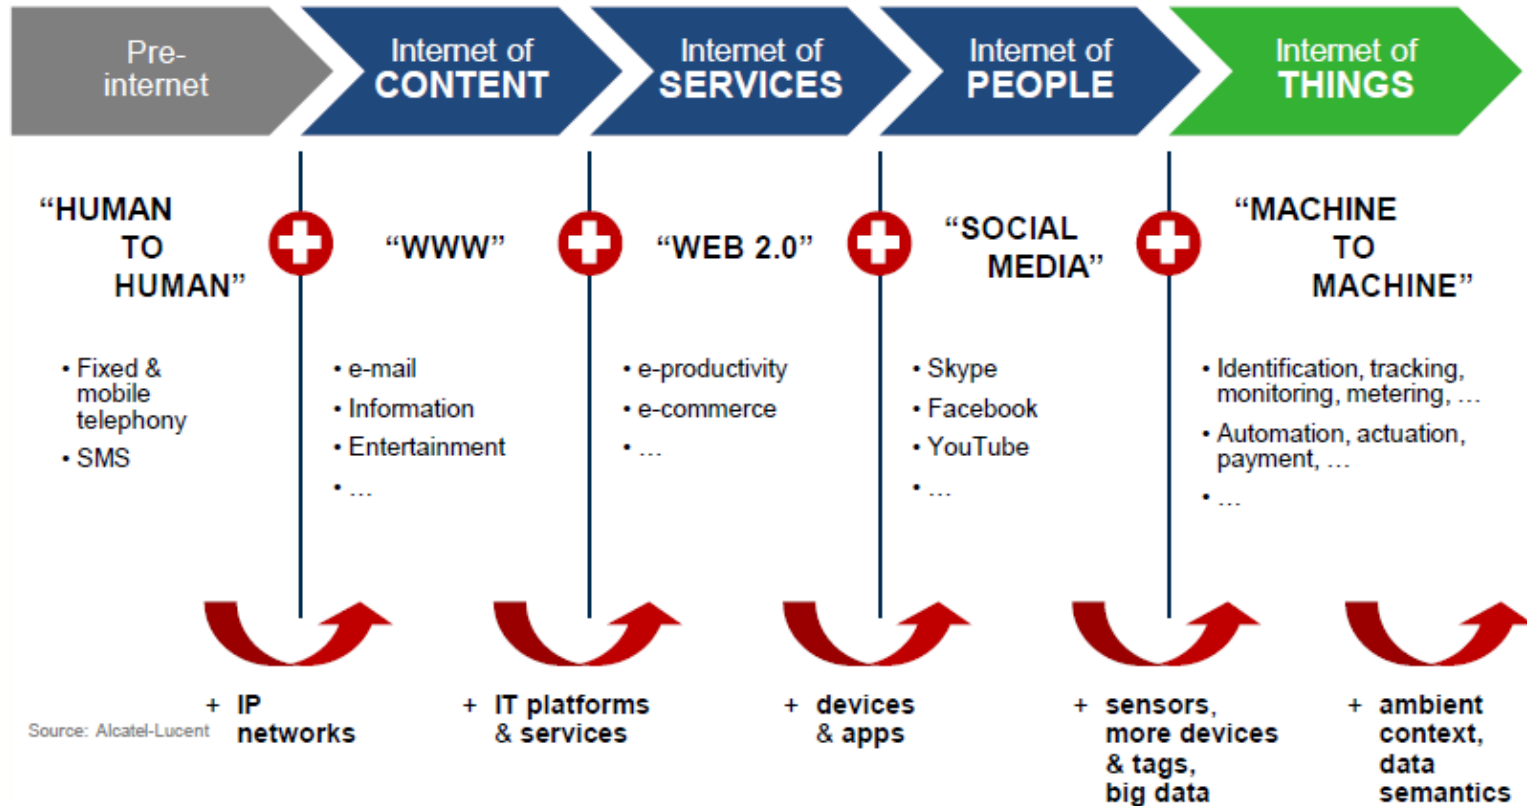 Pre-
internet
Internet of
CONTENT
Internet of
SERVICES
Internet of
PEOPLE
Internet of
THINGS
“HUMAN
TO
HUMAN”
“WWW”
“WEB 2.0”
“SOCIAL
MEDIA”
“MACHINE
TO
MACHINE”
• Fixed &
mobile
telephony
• SMS
• e-mail
• Information
• Entertainment
• …
• e-productivity
• e-commerce
• …
• Skype
• Facebook
• YouTube
• …
• Identification, tracking,
monitoring, metering, …
• Automation, actuation,
payment, …
• …
+ IP
networks
+ IT platforms
& services
+ devices
& apps
+ sensors,
more devices
& tags,
big data
+ ambient
context,
data
semantics
Source: Alcatel-Lucent